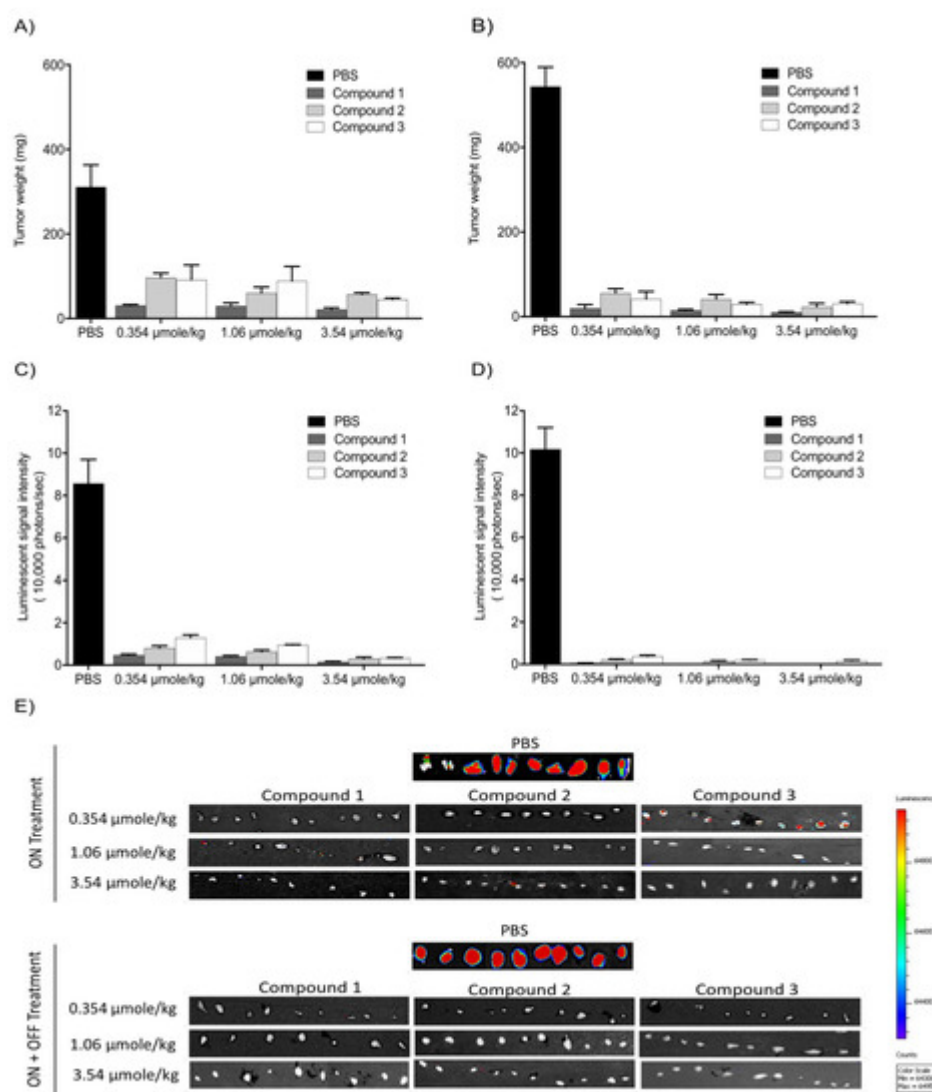 A)
600
400
200
0
Tumor weight (mg)
PBS
Compound 1
Compound 2
Compound 3
PBS 0.354 µmole/kg 1.06 µmole/kg 3.54 µmole/kg
B)
600
400
200
0
Tumor weight (mg)
PBS
Compound 1
Compound 2
Compound 3
PBS 0.354 µmole/kg 1.06 µmole/kg 3.54 µmole/kg
C)
12
10
8
6
4
2
0
Luminescent signal intensity
( 10,000 photons/sec)
PBS
Compound 1
Compound 2
Compound 3
PBS 0.354 µmole/kg 1.06 µmole/kg 3.54 µmole/kg
D)
12
10
8
6
4
2
0
Luminescent signal intensity
( 10,000 photons/sec)
PBS
Compound 1
Compound 2
Compound 3
PBS 0.354 µmole/kg 1.06 µmole/kg 3.54 µmole/kg
E)
ON Treatment
PBS
Compound 1 Compound 2 Compound 3
0.354 µmole/kg
1.06 µmole/kg
3.54 µmole/kg
ON + OFF Treatment
PBS
Compound 1 Compound 2 Compound 3
0.354 µmole/kg
1.06 µmole/kg
3.54 µmole/kg
Luminescence
Counts
Color Scale